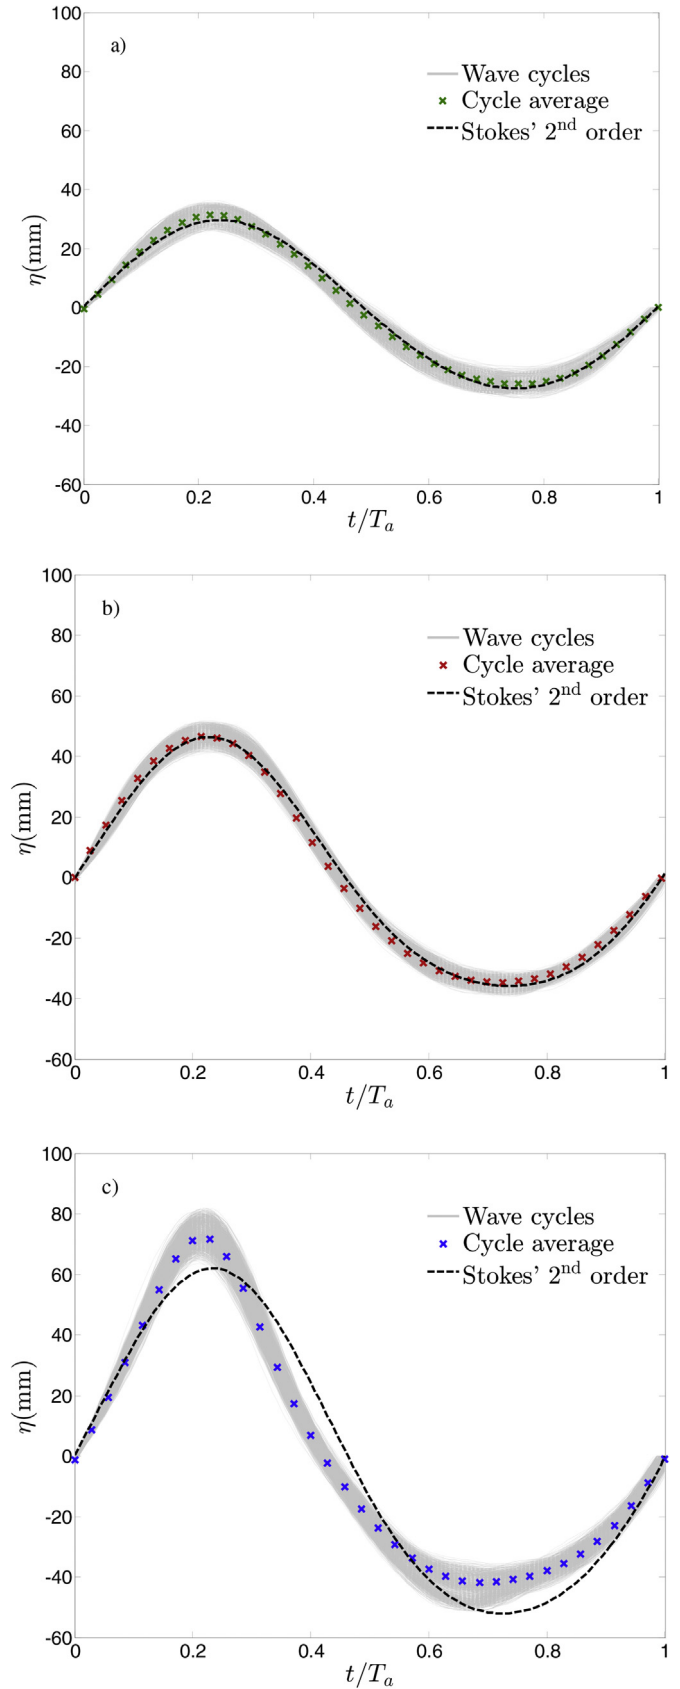 100
a)
80
Wave cycles
Cycle average
60
Stokes' 2nd order
40
20
η(mm)
0
-20
-40
-60
0 0.2 0.4 0.6 0.8 1
t/Ta
100
b)
80
Wave cycles
Cycle average
60
Stokes' 2nd order
40
20
η(mm)
0
-20
-40
-60
0 0.2 0.4 0.6 0.8 1
t/Ta
100
c)
80
Wave cycles
Cycle average
60
Stokes' 2nd order
40
20
η(mm)
0
-20
-40
-60
0 0.2 0.4 0.6 0.8 1
t/Ta